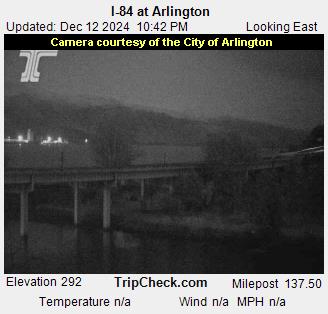 I-84 at Arlington
Updated: Dec 12 2024 10:42 PM Looking East
Camera courtesy of the City of Arlington
Elevation 292 TripCheck.com Milepost 137.50
Temperature n/a Wind n/a MPH n/a